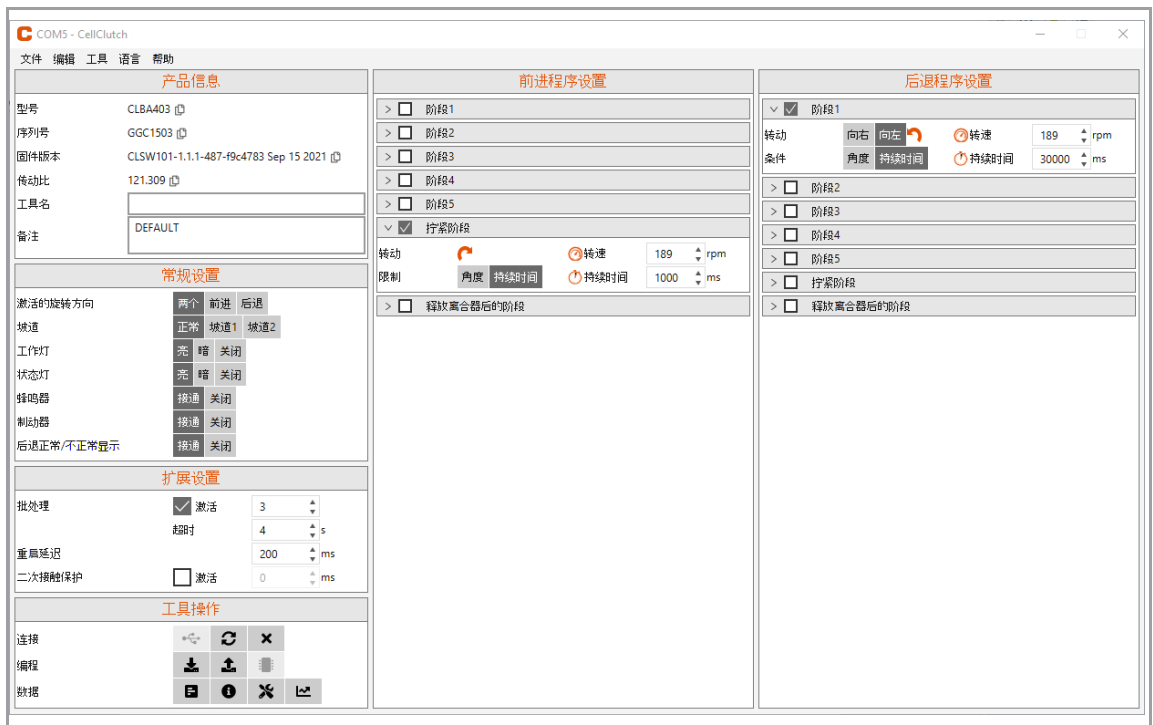 COM5 - CellClutch
文件 编辑 工具 语言 帮助
产品信息
型号 CLBA403
序列号 GGC1503
固件版本 CLSW101-1.1.1-487-f9c4783 Sep 15 2021
传动比 121.309
工具名
备注 DEFAULT
常规设置
激活的旋转方向 两个 前进 后退
坡道 正常 坡道1 坡道2
工作灯 亮 暗 关闭
状态灯 亮 暗 关闭
蜂鸣器 接通 关闭
制动器 接通 关闭
后退正常/不正常显示 接通 关闭
扩展设置
批处理 激活 3
超时 4 s
重启延迟 200 ms
二次接触保护 激活 0 ms
工具操作
连接
编程
数据
前进程序设置
阶段1
阶段2
阶段3
阶段4
阶段5
拧紧阶段
转动 转速 189 rpm
限制 角度 持续时间 持续时间 1000 ms
释放离合器后的阶段
后退程序设置
阶段1
转动 向右 向左 转速 189 rpm
条件 角度 持续时间 持续时间 30000 ms
阶段2
阶段3
阶段4
阶段5
拧紧阶段
释放离合器后的阶段